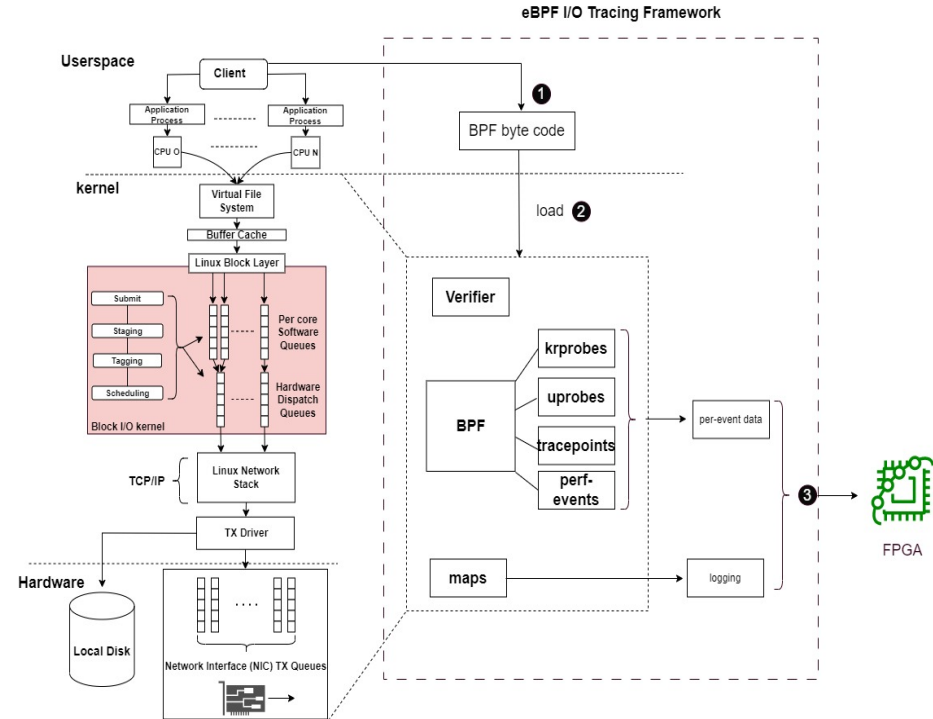 eBPF I/O Tracing Framework
Userspace
Client
1
Application
Process
Application
Process
BPF byte code
CPU O
CPU N
kernel
Virtual File
System
load 2
Buffer Cache
Linux Block Layer
Submit
Staging
Tagging
Scheduling
Per core
Software
Queues
Hardware
Dispatch
Queues
Block I/O kernel
Verifier
BPF
krprobes
uprobes
tracepoints
perf-
events
per-event data
3
FPGA
TCP/IP
Linux Network
Stack
TX Driver
maps
logging
Hardware
Local Disk
Network Interface (NIC) TX Queues